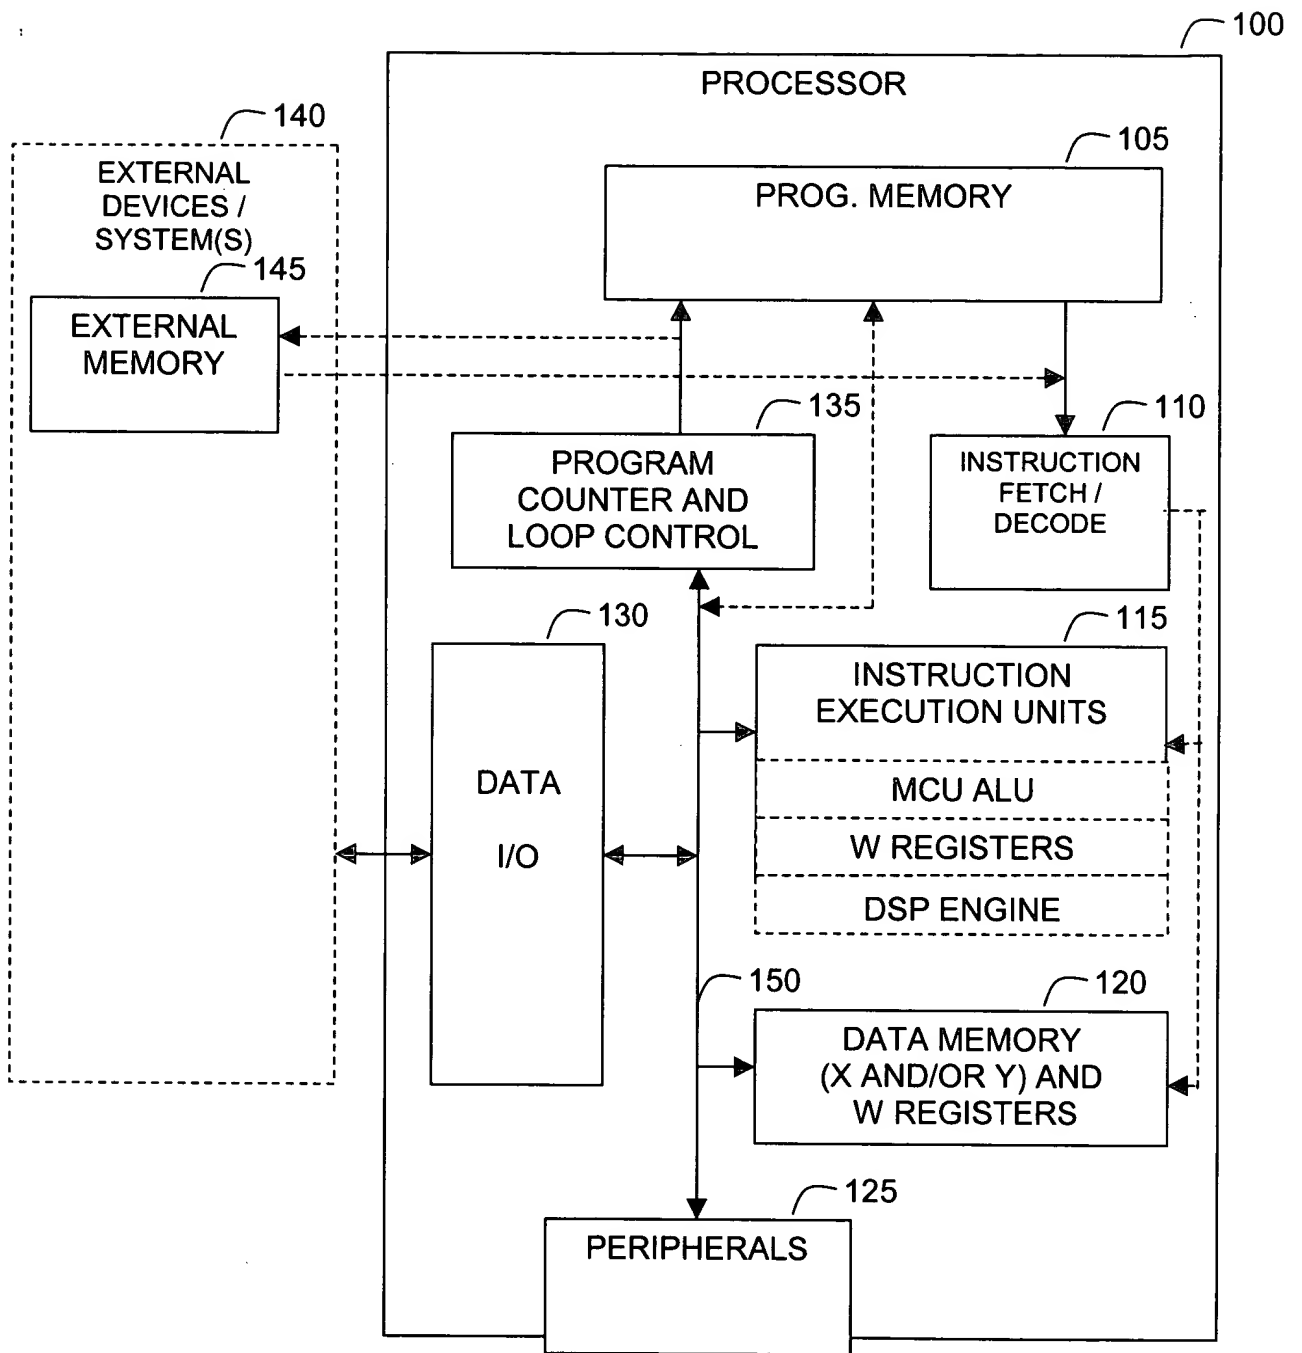 100
PROCESSOR
140
105
EXTERNAL
DEVICES /
SYSTEM(S)
PROG. MEMORY
145
EXTERNAL
MEMORY
135
110
PROGRAM
COUNTER AND
LOOP CONTROL
INSTRUCTION
FETCH /
DECODE
130
115
DATA
I/O
INSTRUCTION
EXECUTION UNITS
MCU ALU
W REGISTERS
DSP ENGINE
150
120
DATA MEMORY
(X AND/OR Y) AND
W REGISTERS
125
PERIPHERALS